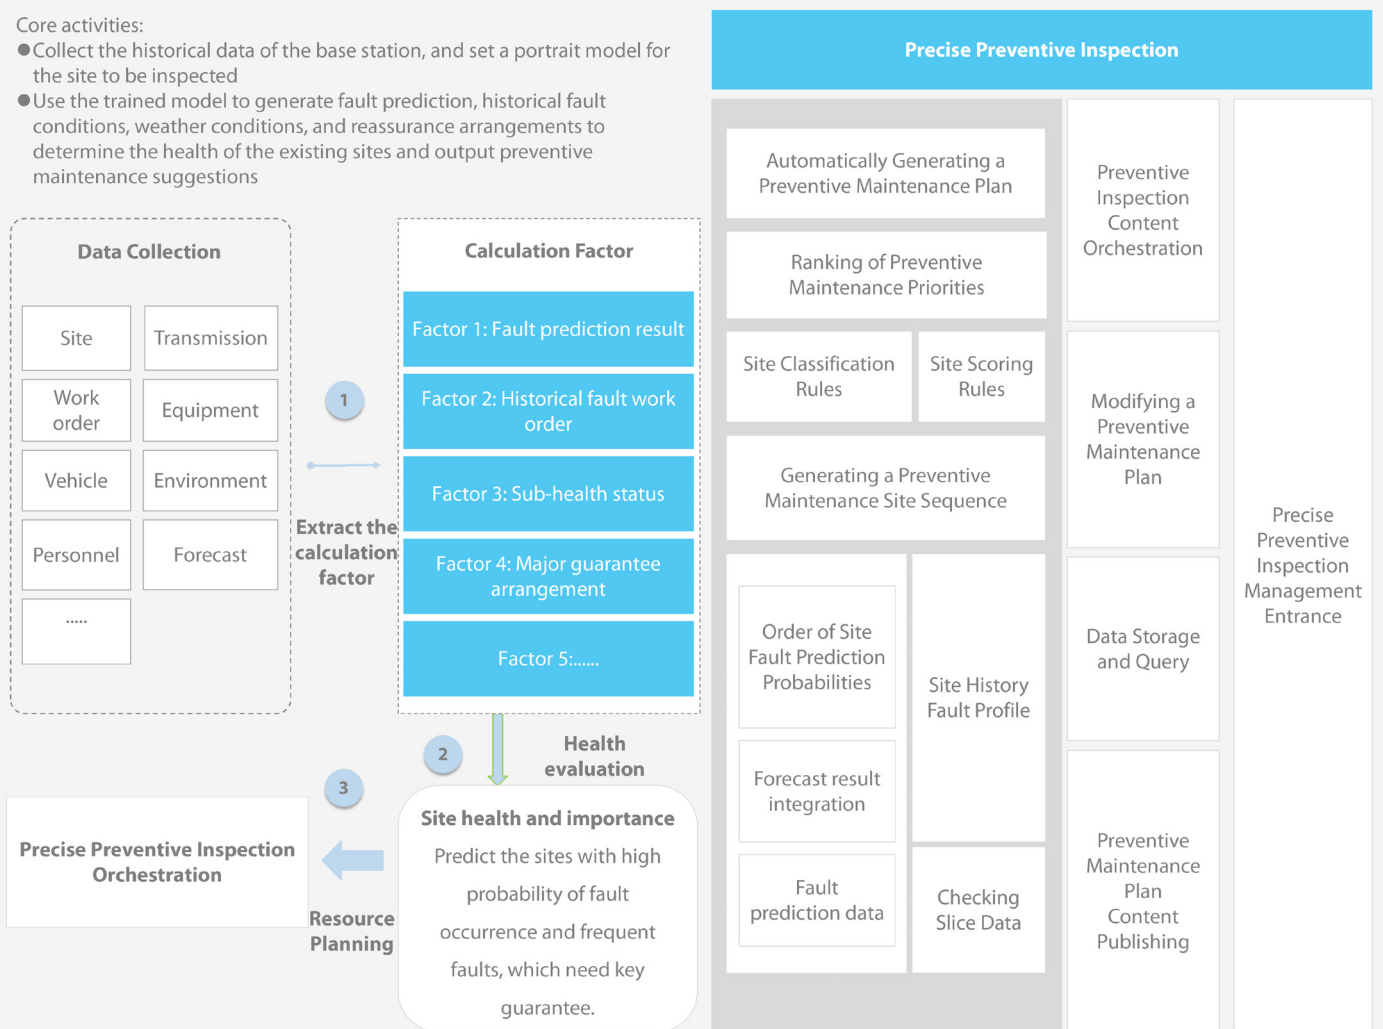 Core activities:
●Collect the historical data of the base station, and set a portrait model for
the site to be inspected
●Use the trained model to generate fault prediction, historical fault
conditions, weather conditions, and reassurance arrangements to
determine the health of the existing sites and output preventive
maintenance suggestions
Data Collection
Site
Transmission
Work
order
Equipment
Vehicle
Environment
Personnel
Forecast
.....
1
Extract the
calculation
factor
Calculation Factor
Factor 1: Fault prediction result
Factor 2: Historical fault work
order
Factor 3: Sub-health status
Factor 4: Major guarantee
arrangement
Factor 5:......
2
Health
evaluation
Site health and importance
Predict the sites with high
probability of fault
occurrence and frequent
faults, which need key
guarantee.
3
Resource
Planning
Precise Preventive Inspection
Orchestration
Precise Preventive Inspection
Automatically Generating a
Preventive Maintenance Plan
Ranking of Preventive
Maintenance Priorities
Site Classification
Rules
Site Scoring
Rules
Generating a Preventive
Maintenance Site Sequence
Order of Site
Fault Prediction
Probabilities
Forecast result
integration
Fault
prediction data
Site History
Fault Profile
Checking
Slice Data
Preventive
Inspection
Content
Orchestration
Modifying a
Preventive
Maintenance
Plan
Data Storage
and Query
Preventive
Maintenance
Plan
Content
Publishing
Precise
Preventive
Inspection
Management
Entrance